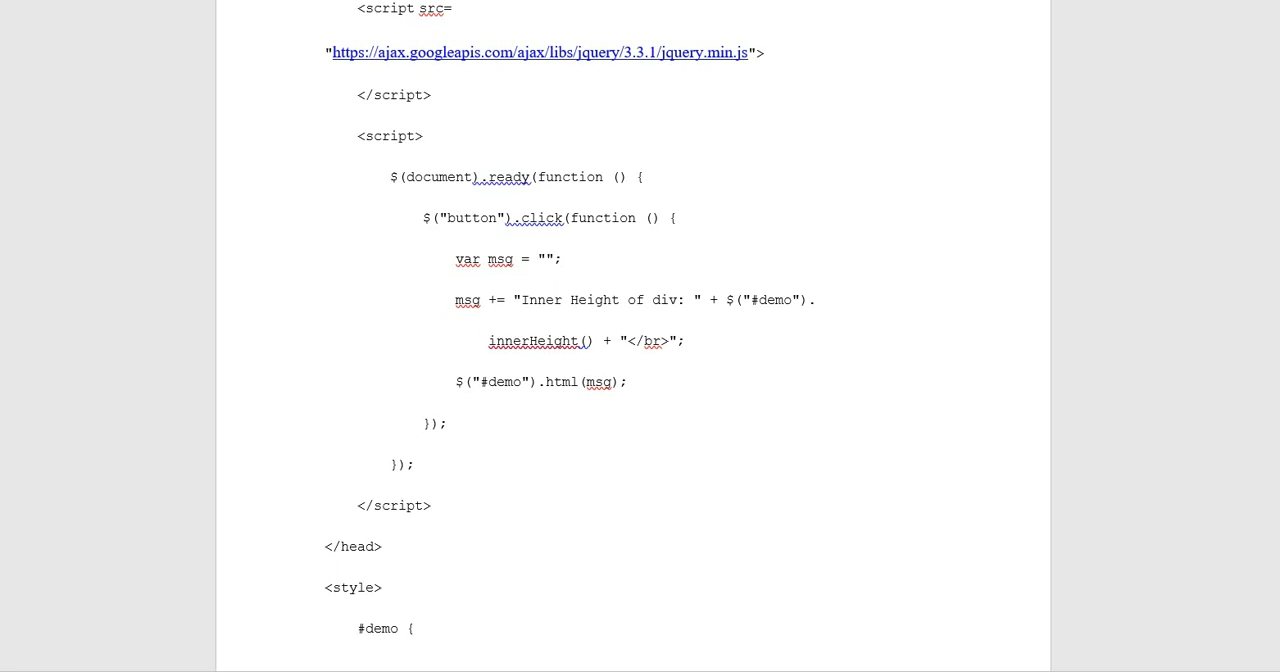 <script src=
"https://ajax.googleapis.com/ajax/libs/jquery/3.3.1/jquery.min.js">
</script>
<script>
$(document).ready(function () {
$("button").click(function () {
var msg = "";
msg += "Inner Height of div: " + $("#demo").
innerHeight() + "</br>";
$("#demo").html(msg);
});
});
</script>
</head>
<style>
#demo {